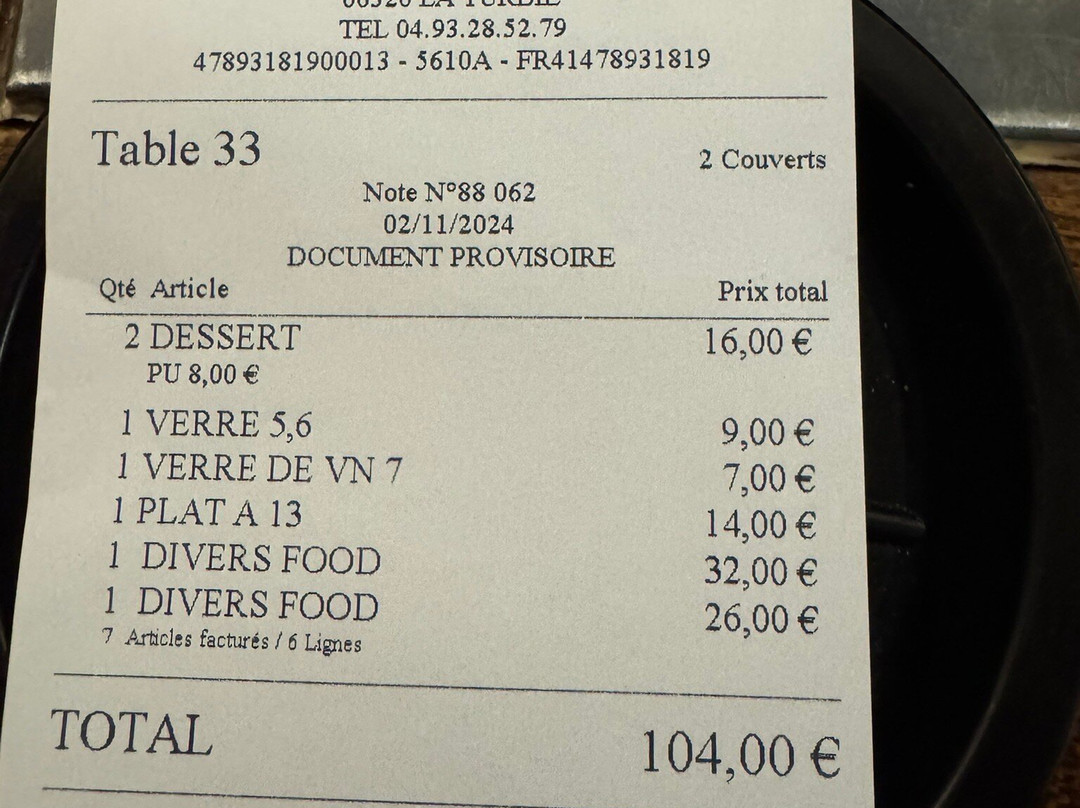 06320 LA TURBIE
TEL 04.93.28.52.79
47893181900013 - 5610A - FR41478931819
Table 33 2 Couverts
Note N°88 062
02/11/2024
DOCUMENT PROVISOIRE
Qté Article Prix total
2 DESSERT 16,00 €
PU 8,00 €
1 VERRE 5,6 9,00 €
1 VERRE DE VN 7 7,00 €
1 PLAT A 13 14,00 €
1 DIVERS FOOD 32,00 €
1 DIVERS FOOD 26,00 €
7 Articles facturés / 6 Lignes
TOTAL 104,00 €